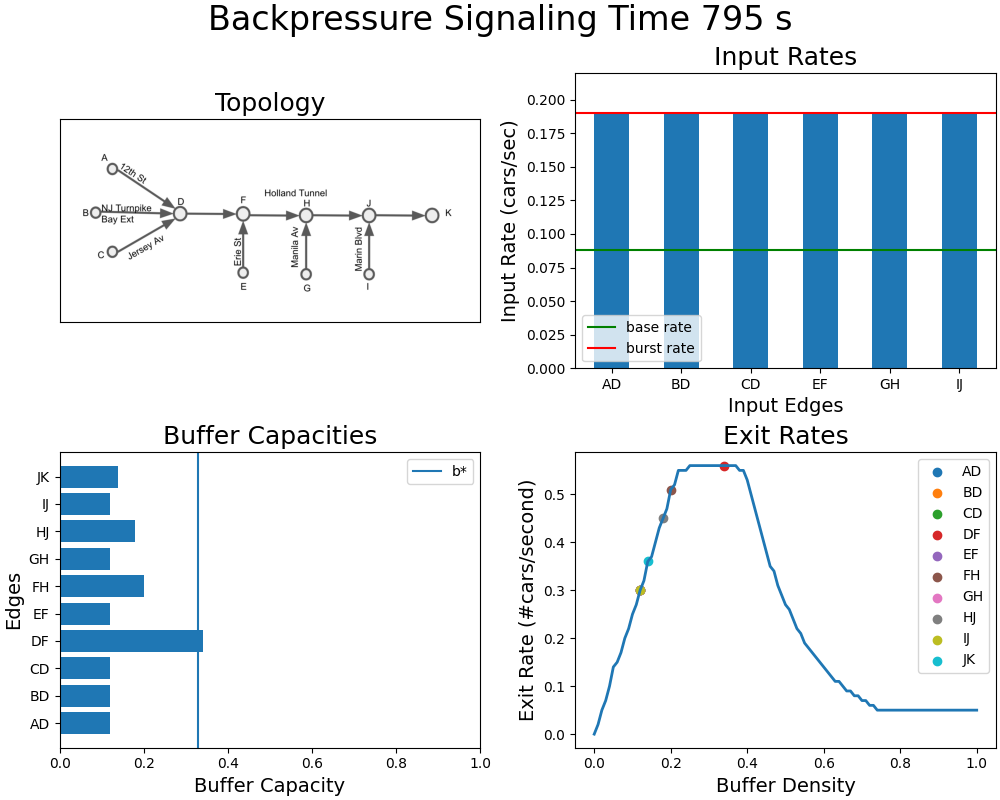 Backpressure Signaling Time 795 s
Topology
A
12th St
B
NJ Turnpike
Bay Ext
C
Jersey Av
D
F
Holland Tunnel
H
J
K
Erie St
Manila Av
Marin Blvd
E
G
I
Input Rates
Input Rate (cars/sec)
0.200
0.175
0.150
0.125
0.100
0.075
0.050
0.025
0.000
base rate
burst rate
AD BD CD EF GH IJ
Input Edges
Buffer Capacities
Edges
JK
IJ
HJ
GH
FH
EF
DF
CD
BD
AD
b*
0.0 0.2 0.4 0.6 0.8 1.0
Buffer Capacity
Exit Rates
Exit Rate (#cars/second)
0.5
0.4
0.3
0.2
0.1
0.0
AD
BD
CD
DF
EF
FH
GH
HJ
IJ
JK
0.0 0.2 0.4 0.6 0.8 1.0
Buffer Density